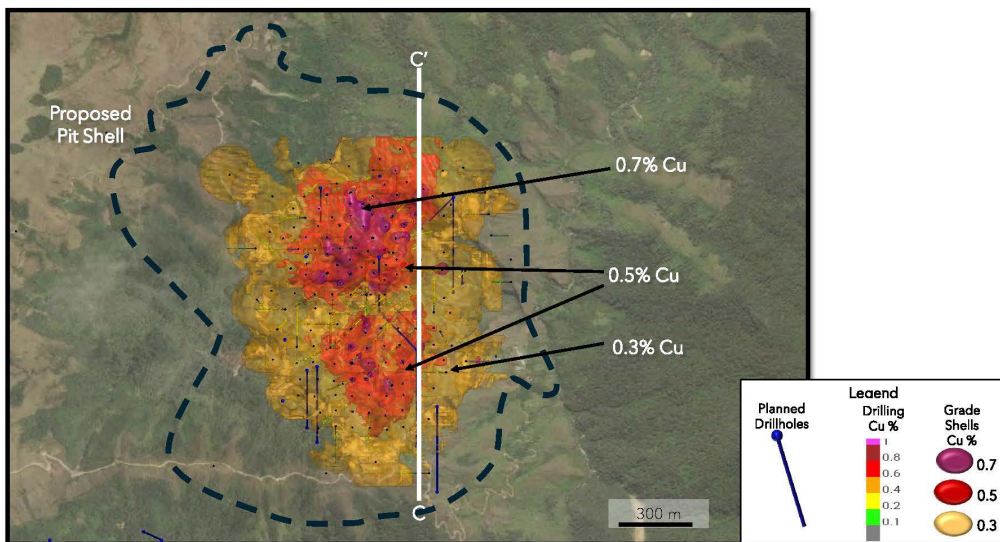 C'
Proposed
Pit Shell
0.7% Cu
0.5% Cu
0.3% Cu
C
300 m
Legend
Planned
Drillholes
Drilling
Cu %
1
0.8
0.6
0.4
0.2
0.1
Grade
Shells
Cu %
0.7
0.5
0.3